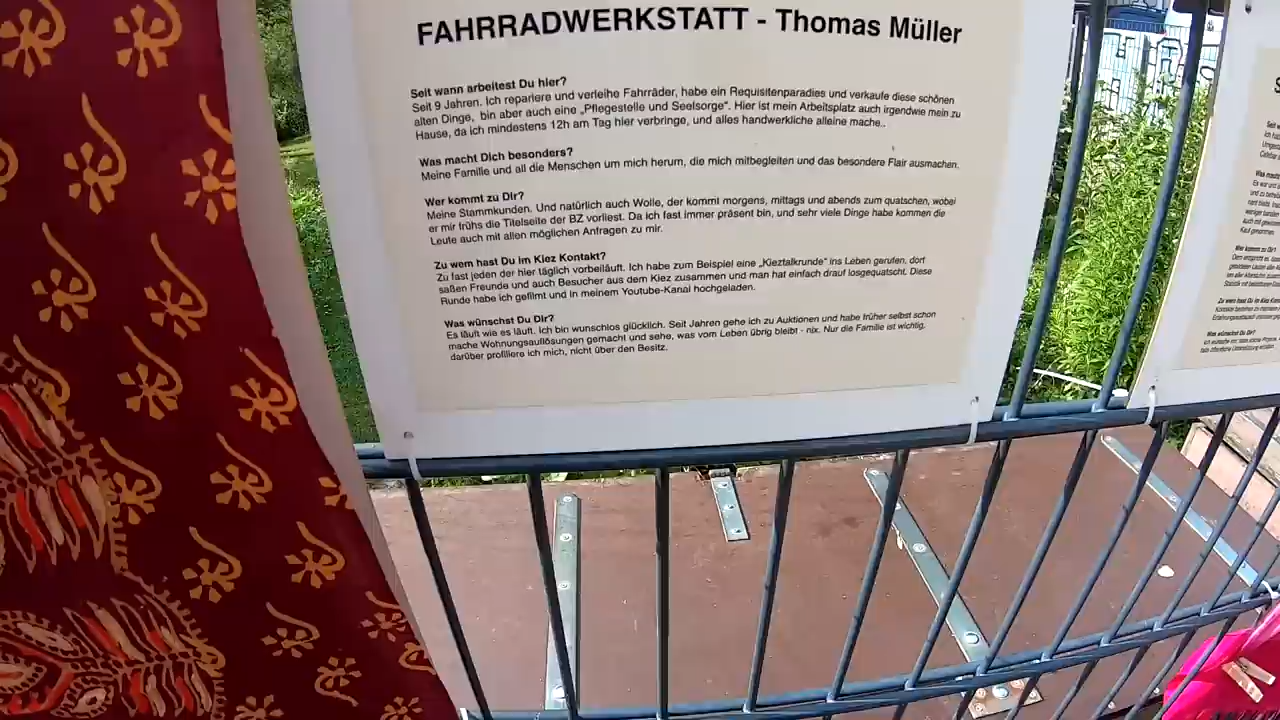 FAHRRADWERKSTATT - Thomas Müller
Seit wann arbeitest Du hier?
Seit 9 Jahren. Ich repariere und verleihe Fahrräder, habe ein Requisitenparadies und verkaufe diese schönen
alten Dinge, bin aber auch eine „Pflegestelle und Seelsorge“. Hier ist mein Arbeitsplatz auch irgendwie mein zu
Hause, da ich mindestens 12h am Tag hier verbringe, und alles handwerkliche alleine mache..
Was macht Dich besonders?
Meine Familie und all die Menschen um mich herum, die mich mitbegleiten und das besondere Flair ausmachen.
Wer kommt zu Dir?
Meine Stammkunden. Und natürlich auch Wolle, der kommt morgens, mittags und abends zum quatschen, wobei
er mir frühs die Titelseite der BZ vorliest. Da ich fast immer präsent bin, und sehr viele Dinge habe kommen die
Leute auch mit allen möglichen Anfragen zu mir.
Zu wem hast Du im Kiez Kontakt?
Zu fast jeden der hier täglich vorbeiläuft. Ich habe zum Beispiel eine „Kieztalkrunde“ ins Leben gerufen, dort
saßen Freunde und auch Besucher aus dem Kiez zusammen und man hat einfach drauf losgequatscht. Diese
Runde habe ich gefilmt und in meinem Youtube-Kanal hochgeladen.
Was wünschst Du Dir?
Es läuft wie es läuft. Ich bin wunschlos glücklich. Seit Jahren gehe ich zu Auktionen und habe früher selbst schon
mache Wohnungsauflösungen gemacht und sehe, was vom Leben übrig bleibt - nix. Nur die Familie ist wichtig,
darüber profiliere ich mich, nicht über den Besitz.